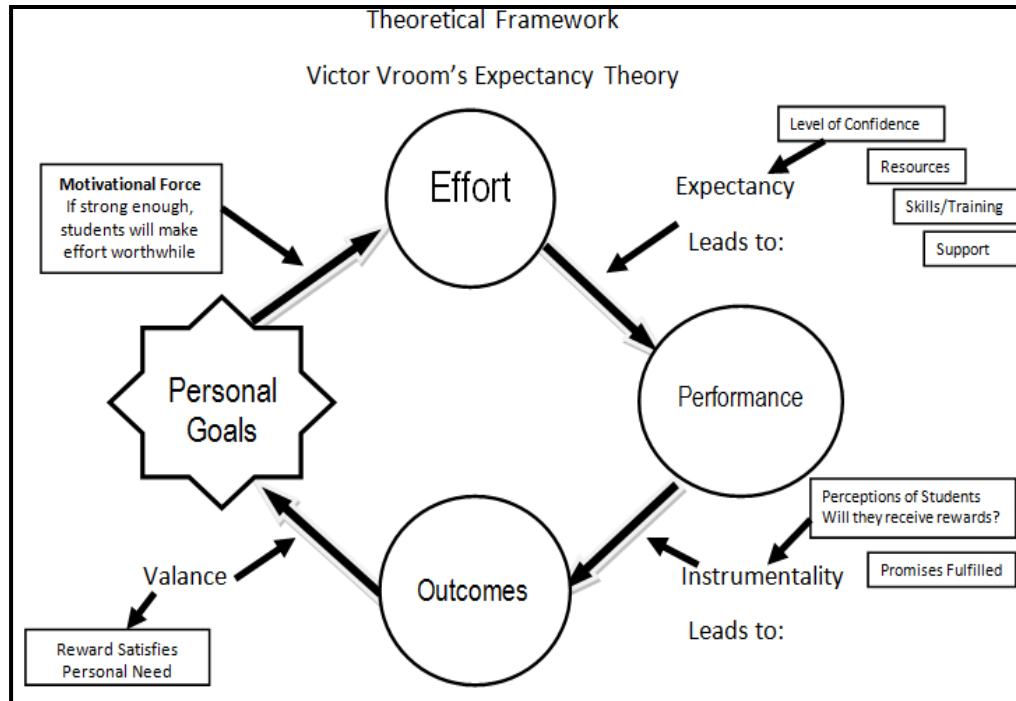 Theoretical Framework
Victor Vroom's Expectancy Theory
Effort
Level of Confidence
Expectancy
Resources
Skills/Training
Leads to:
Support
Motivational Force
If strong enough,
students will make
effort worthwhile
Personal
Goals
Performance
Perceptions of Students
Will they receive rewards?
Valance
Outcomes
Instrumentality
Promises Fulfilled
Leads to:
Reward Satisfies
Personal Need